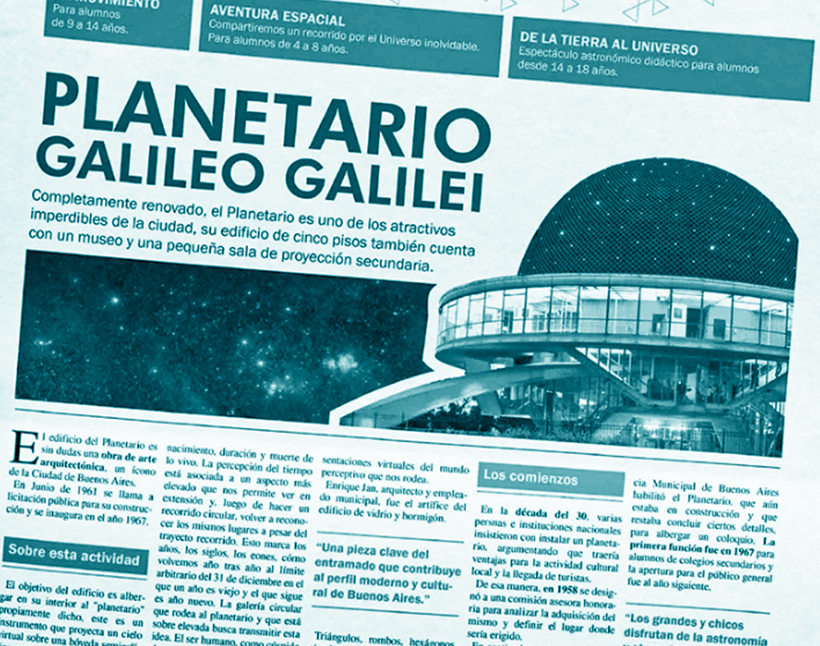 MOVIMIENTO
Para alumnos
de 9 a 14 años.
AVENTURA ESPACIAL
Compartiremos un recorrido por el Universo inolvidable.
Para alumnos de 4 a 8 años.
DE LA TIERRA AL UNIVERSO
Espectáculo astronómico didáctico para alumnos
desde 14 a 18 años.
PLANETARIO
GALILEO GALILEI
Completamente renovado, el Planetario es uno de los atractivos
imperdibles de la ciudad, su edificio de cinco pisos también cuenta
con un museo y una pequeña sala de proyección secundaria.
El edificio del Planetario es
sin dudas una obra de arte
arquitectónica, un ícono
de la Ciudad de Buenos Aires.
En Junio de 1961 se llama a
licitación pública para su construc-
ción y se inaugura en el año 1967.
Sobre esta actividad
El objetivo del edificio es alber-
gar en su interior al "planetario"
propiamente dicho, este es un
instrumento que proyecta un cielo
virtual sobre una bóveda
nacimiento, duración y muerte de
lo vivo. La percepción del tiempo
está asociada a un aspecto más
elevado que nos permite ver en
extensión y, luego de hacer un
recorrido circular, volver a recono-
cer los mismos lugares a pesar del
trayecto recorrido. Esto marca los
años, los siglos, los eones, cómo
volvemos año tras año al límite
arbitrario del 31 de diciembre en el
que un año es viejo y el que sigue
es año nuevo. La galería circular
que rodea al planetario y que está
sobre elevada busca transmitir esta
idea. El ser humano, como
sentaciones virtuales del mundo
perceptivo que nos rodea.
Enrique Jan, arquitecto y emplea-
do municipal, fue el artífice del
edificio de vidrio y hormigón.
“Una pieza clave del
entramado que contribuye
al perfil moderno y cultu-
ral de Buenos Aires.”
Triángulos, rombos, hexágonos
Los comienzos
En la década del 30, varias
persnas e instituciones nacionales
insistieron con instalar un planeta-
rio, argumentando que traería
ventajas para la actividad cultural
local y la llegada de turistas.
De esa manera, en 1958 se desig-
nó a una comisión asesora honora-
ria para analizar la adquisición del
mismo y definir el lugar donde
sería erigido.
cia Municipal de Buenos Aires
habilitó el Planetario, que aún
estaba en construcción y que
restaba concluir ciertos detalles,
para albergar un coloquio. La
primera función fue en 1967 para
alumnos de colegios secundarios y
la apertura para el público general
fue al año siguiente.
“Los grandes y chicos
disfrutan de la astronomía